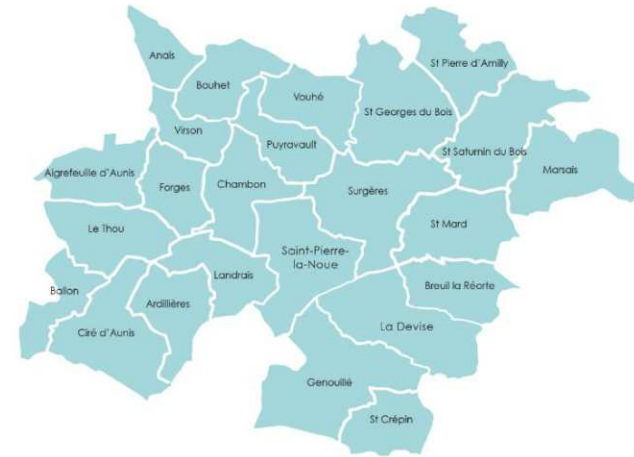 Anais
St Pierre d'Amilly
Bouhet
Vouhé
St Georges du Bois
Virson
Puyravault
St Saturnin du Bois
Marsais
Aigrefeuille d'Aunis
Forges
Chambon
Surgères
St Mard
Le Thou
Saint-Pierre-
la-Noue
Landrais
Breuil la Réorte
Ballon
Ardillières
La Devise
Ciré d'Aunis
Genouillé
St Crépin